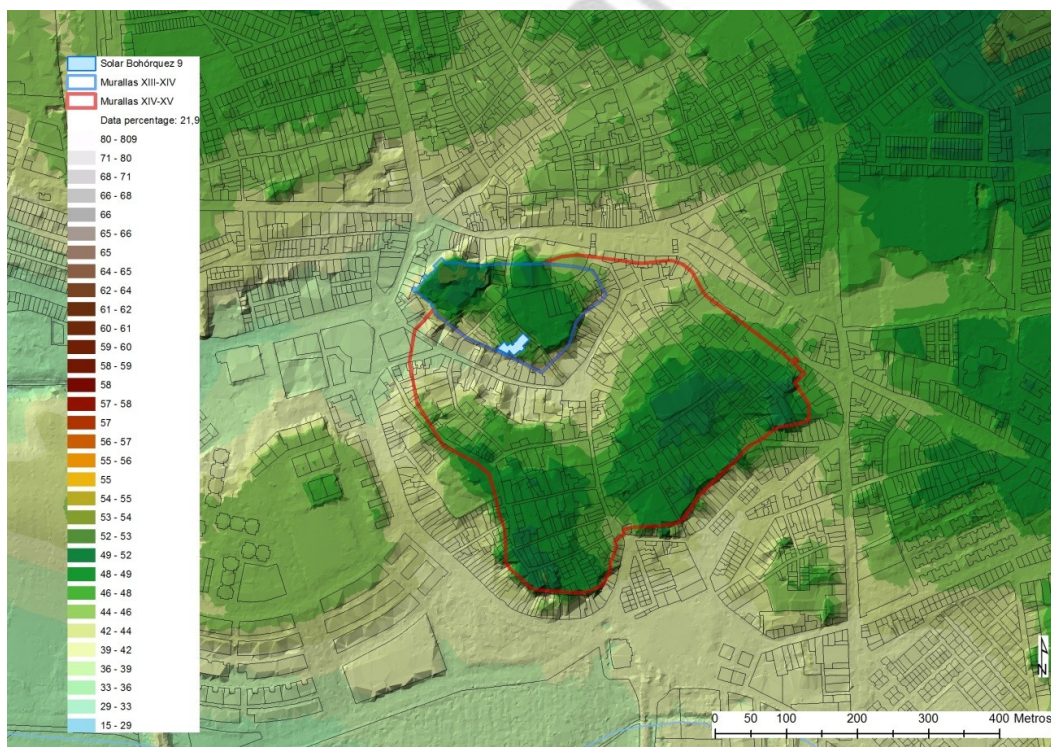 Solar Bohórquez 9
Murallas XIII-XIV
Murallas XIV-XV
Data percentage: 21,9
80 - 809
71 - 80
68 - 71
66 - 68
66
65 - 66
65
64 - 65
62 - 64
61 - 62
60 - 61
59 - 60
58 - 59
58
57 - 58
57
56 - 57
55 - 56
55
54 - 55
53 - 54
52 - 53
49 - 52
48 - 49
46 - 48
44 - 46
42 - 44
39 - 42
36 - 39
33 - 36
29 - 33
15 - 29
N
0 50 100 200 300 400 Metros